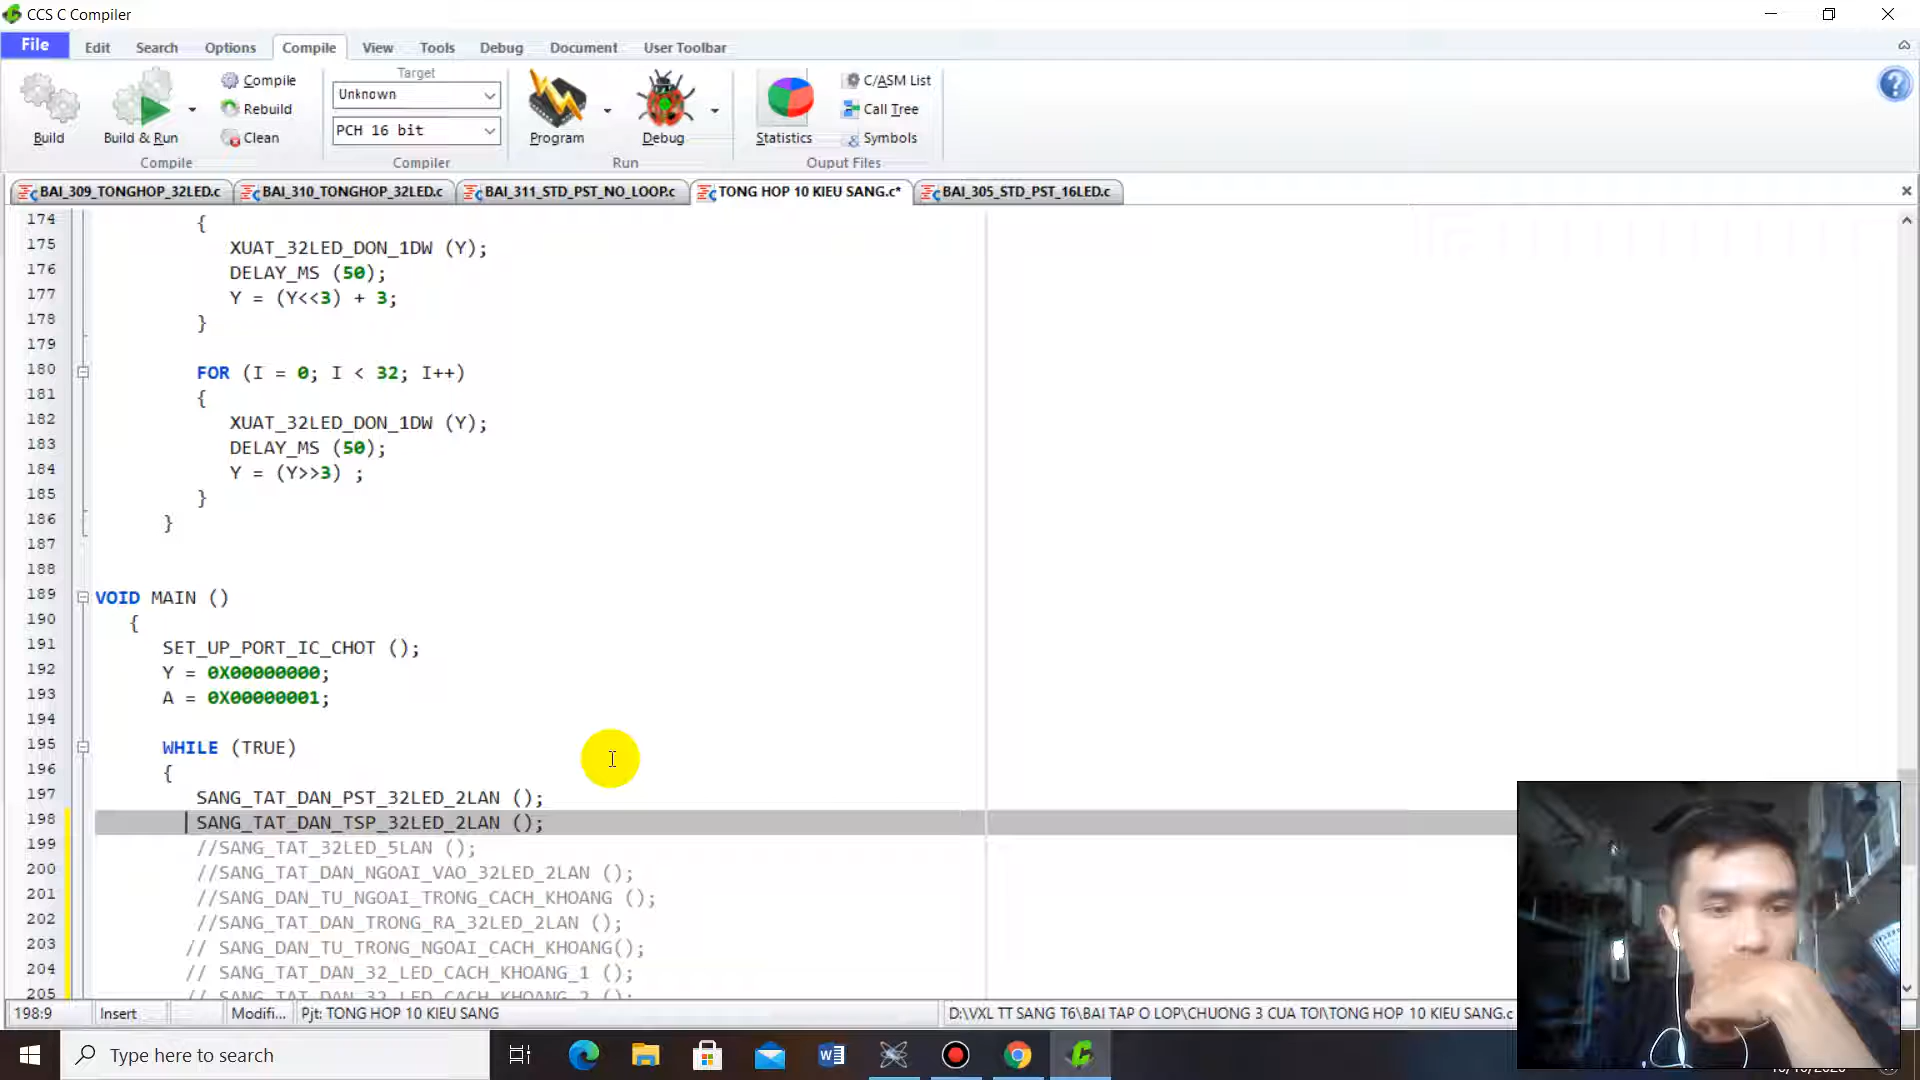 CCS C Compiler
File Edit Search Options Compile View Tools Debug Document User Toolbar
Build
Build & Run
Compile
Rebuild
Clean
Compile
Target
Unknown
PCH 16 bit
Compiler
Program
Debug
Run
Statistics
C/ASM List
Call Tree
Symbols
Ouput Files
BAI_309_TONGHOP_32LED.c BAI_310_TONGHOP_32LED.c BAI_311_STD_PST_NO_LOOP.c TONG HOP 10 KIEU SANG.c* BAI_305_STD_PST_16LED.c
174 {
175 XUAT_32LED_DON_1DW (Y);
176 DELAY_MS (50);
177 Y = (Y<<3) + 3;
178 }
179
180 FOR (I = 0; I < 32; I++)
181 {
182 XUAT_32LED_DON_1DW (Y);
183 DELAY_MS (50);
184 Y = (Y>>3) ;
185 }
186 }
187
188
189 VOID MAIN ()
190 {
191 SET_UP_PORT_IC_CHOT ();
192 Y = 0X00000000;
193 A = 0X00000001;
194
195 WHILE (TRUE)
196 {
197 SANG_TAT_DAN_PST_32LED_2LAN ();
198 SANG_TAT_DAN_TSP_32LED_2LAN ();
199 //SANG_TAT_32LED_5LAN ();
200 //SANG_TAT_DAN_NGOAI_VAO_32LED_2LAN ();
201 //SANG_DAN_TU_NGOAI_TRONG_CACH_KHOANG ();
202 //SANG_TAT_DAN_TRONG_RA_32LED_2LAN ();
203 // SANG_DAN_TU_TRONG_NGOAI_CACH_KHOANG();
204 // SANG_TAT_DAN_32_LED_CACH_KHOANG_1 ();
205 // SANG_TAT_DAN_32_LED_CACH_KHOANG_2 ();
198:9 Insert Modifi... Pjt: TONG HOP 10 KIEU SANG D:\VXL TT SANG T6\BAI TAP O LOP\CHUONG 3 CUA TOI\TONG HOP 10 KIEU SANG.c
Type here to search